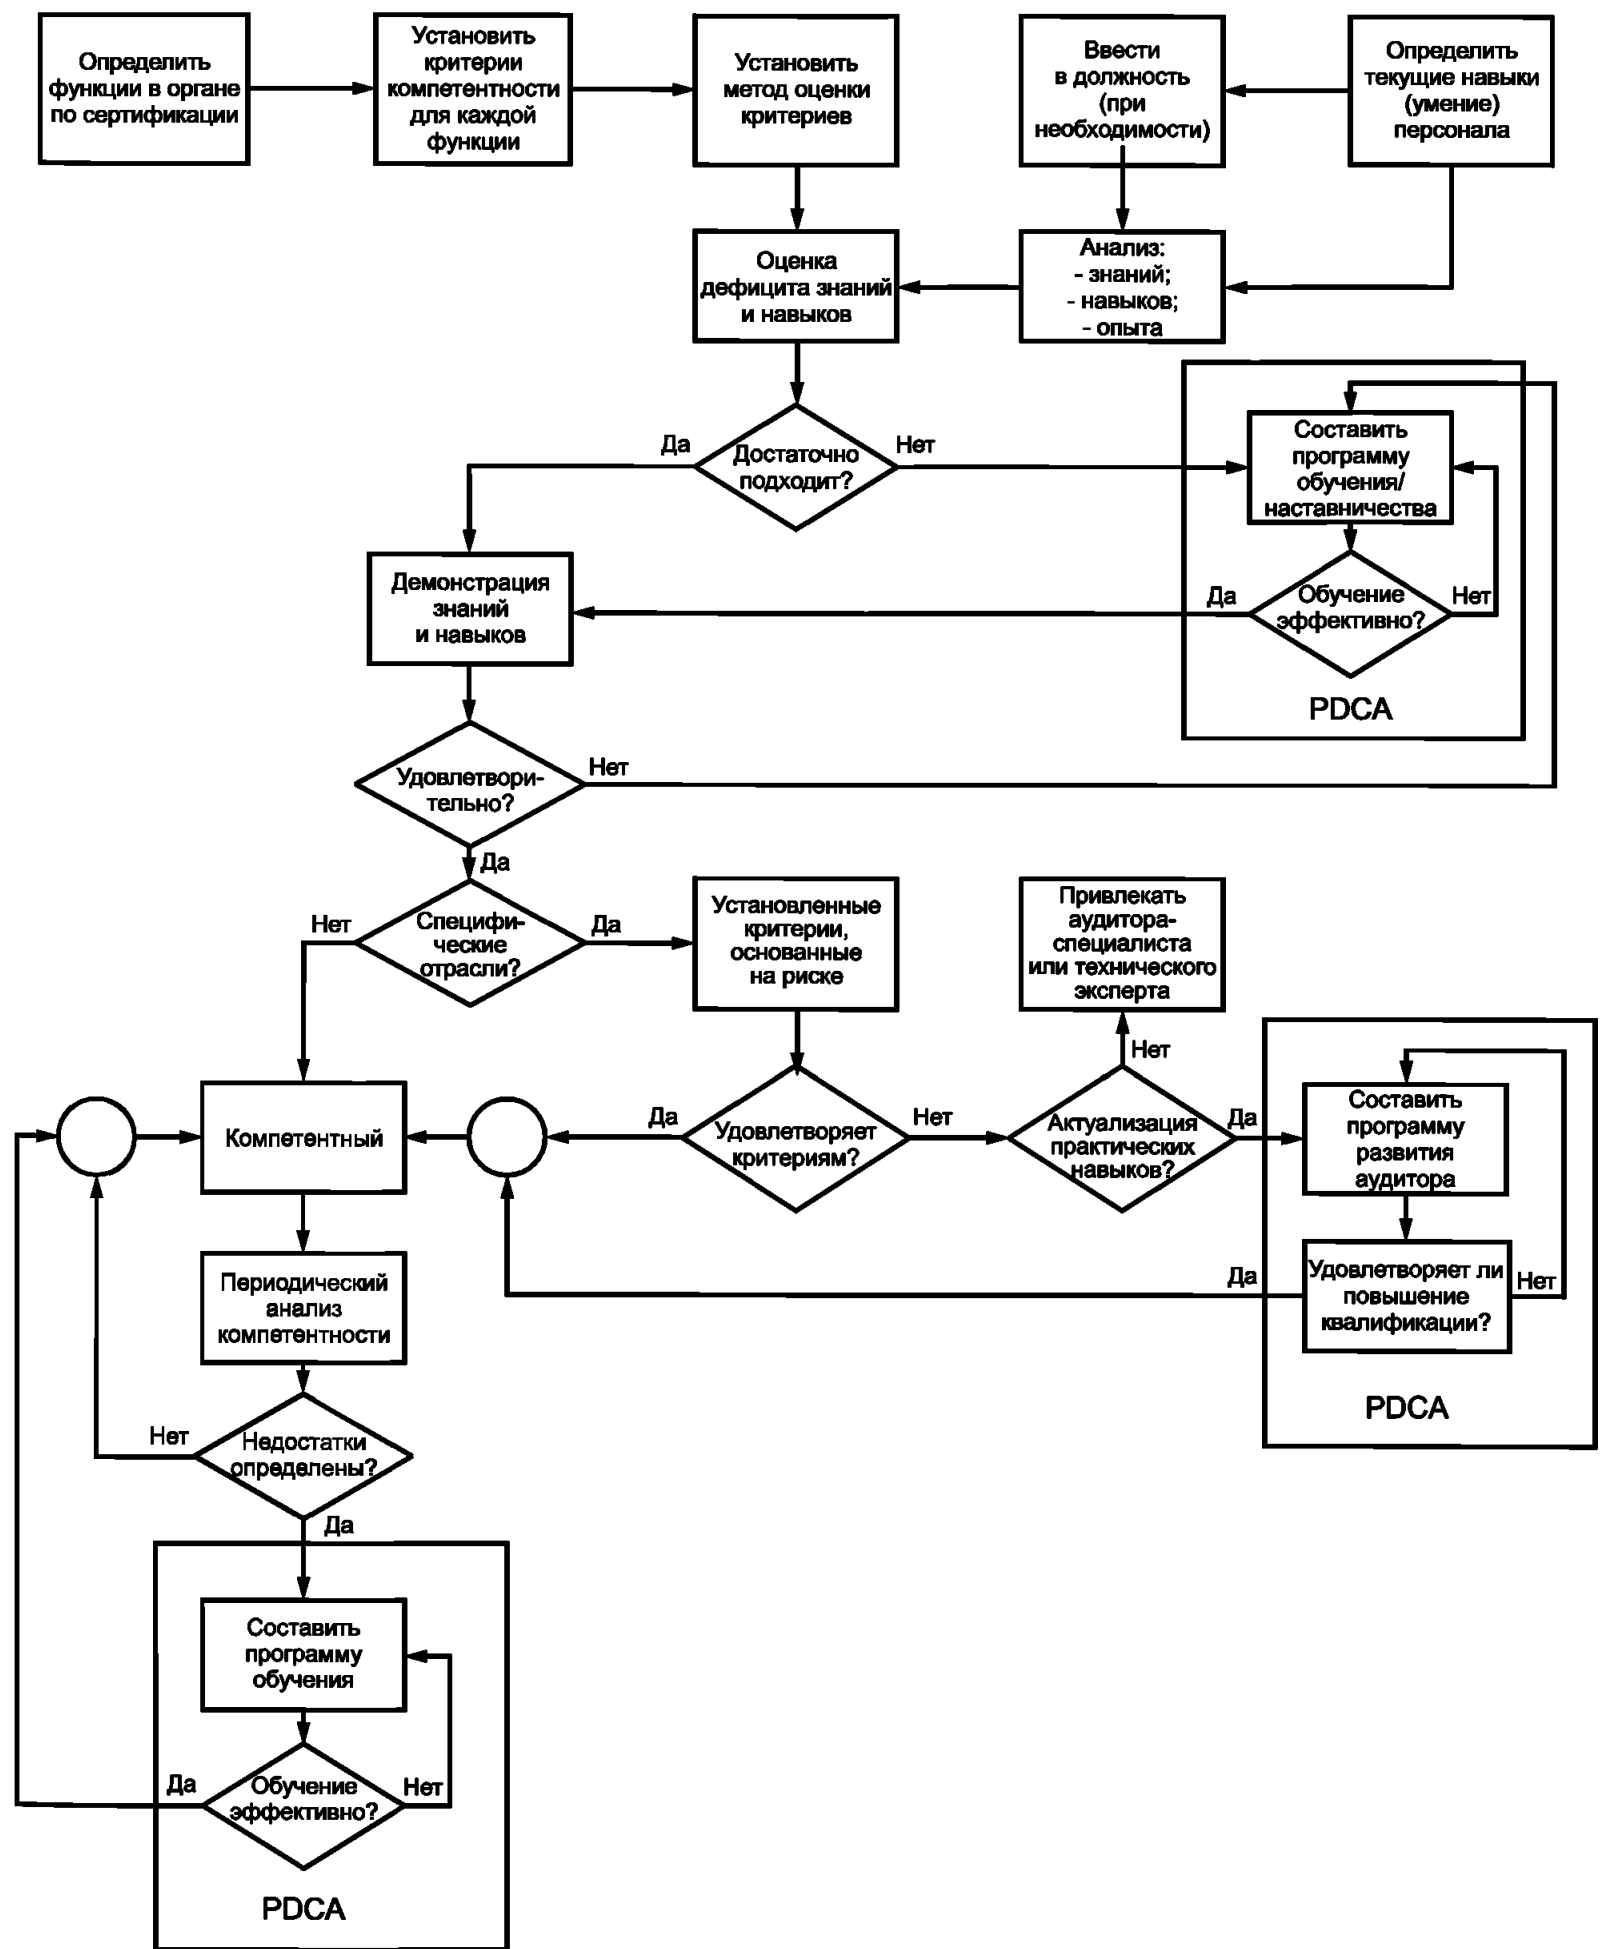 Определить
функции в органе
по сертификации
Установить
критерии
компетентности
для каждой
функции
Установить
метод оценки
критериев
Ввести
в должность
(при
необходимости)
Определить
текущие навыки
(умение)
персонала
Оценка
дефицита знаний
и навыков
Анализ:
- знаний;
- навыков;
- опыта
Да
Достаточно
подходит?
Нет
Составить
программу
обучения/
наставничества
Демонстрация
знаний
и навыков
Да
Обучение
эффективно?
Нет
PDCA
Удовлетвори-
тельно?
Нет
Да
Нет
Специфи-
ческие
отрасли?
Да
Установленные
критерии,
основанные
на риске
Привлекать
аудитора-
специалиста
или технического
эксперта
Нет
Компетентный
Да
Удовлетворяет
критериям?
Нет
Актуализация
практических
навыков?
Да
Составить
программу
развития
аудитора
Периодический
анализ
компетентности
Да
Удовлетворяет ли
повышение
квалификации?
Нет
PDCA
Нет
Недостатки
определены?
Да
Составить
программу
обучения
Да
Обучение
эффективно?
Нет
PDCA